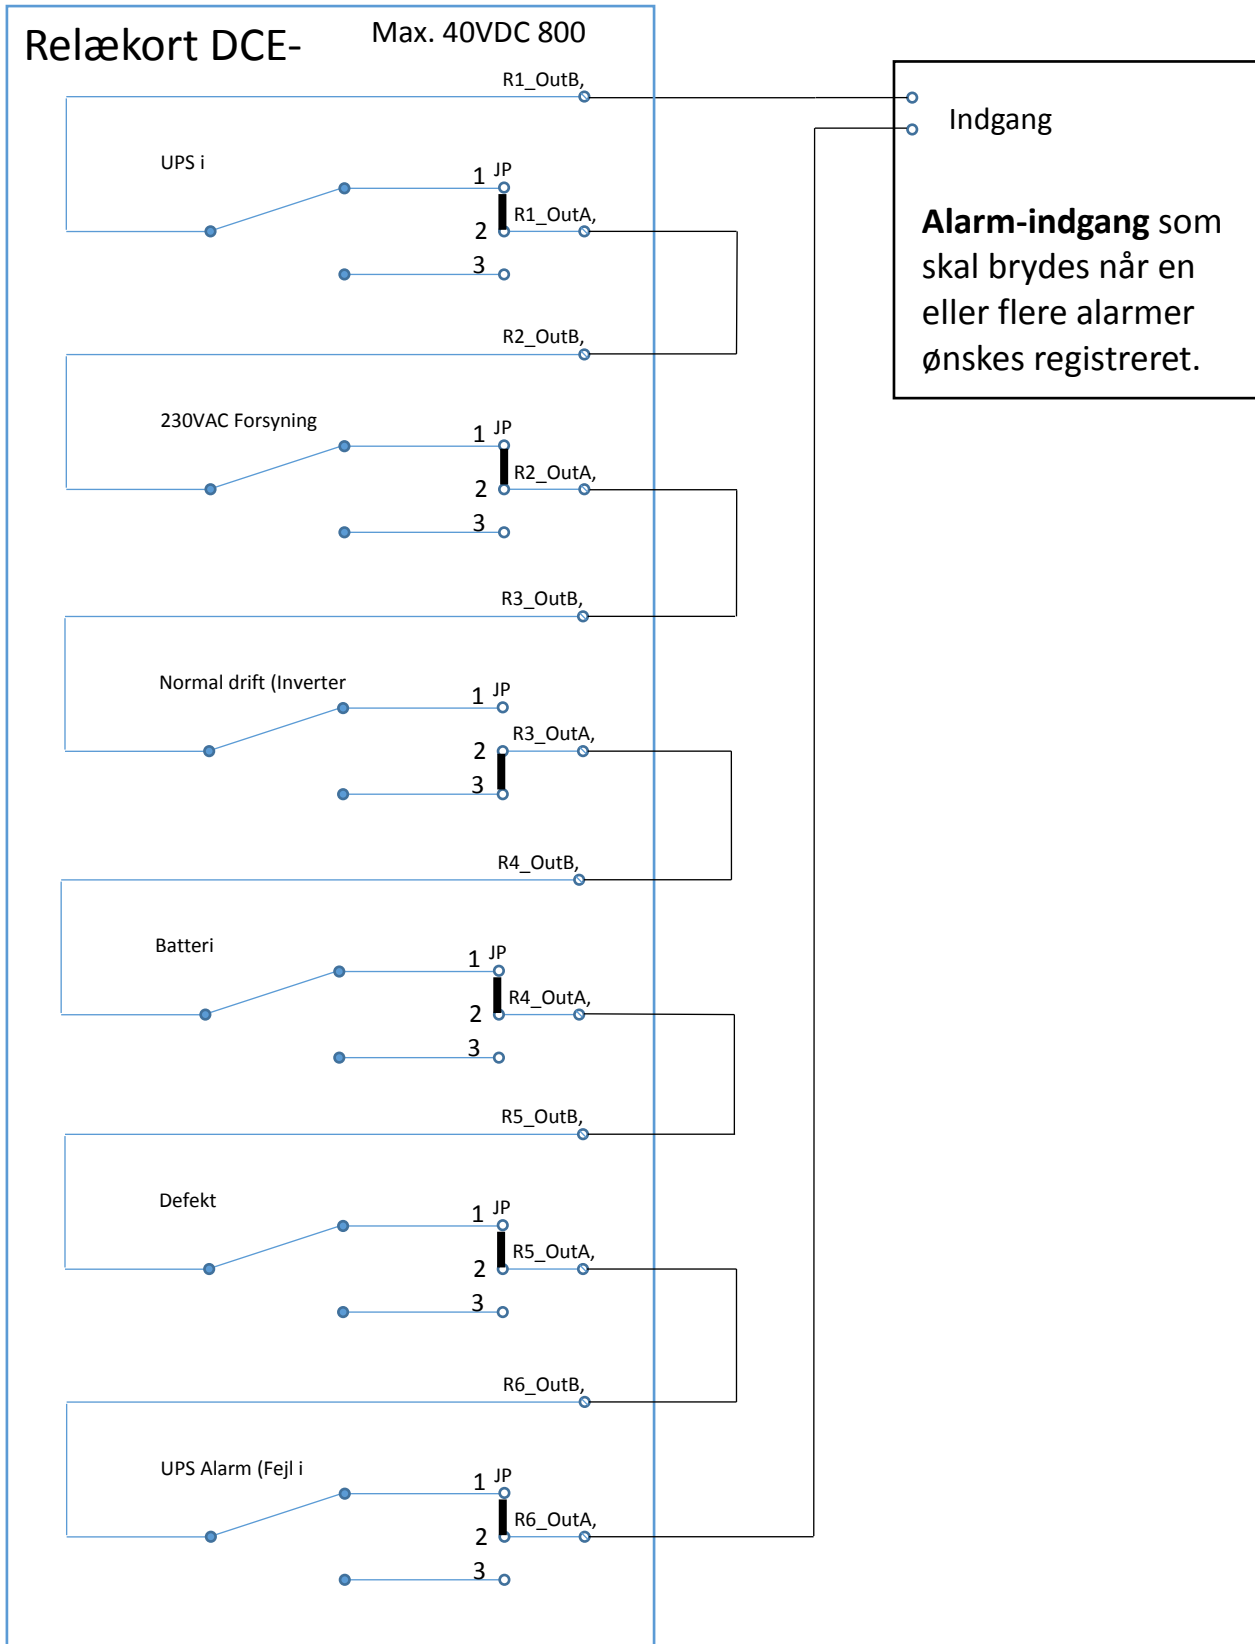 Relækort DCE-
Max. 40VDC 800
R1_OutB,
Indgang
UPS i
1 JP
R1_OutA,
2
3
Alarm-indgang som
skal brydes når en
eller flere alarmer
ønskes registreret.
R2_OutB,
230VAC Forsyning
1 JP
R2_OutA,
2
3
R3_OutB,
Normal drift (Inverter
1 JP
R3_OutA,
2
3
R4_OutB,
Batteri
1 JP
R4_OutA,
2
3
R5_OutB,
Defekt
1 JP
R5_OutA,
2
3
R6_OutB,
UPS Alarm (Fejl i
1 JP
R6_OutA,
2
3